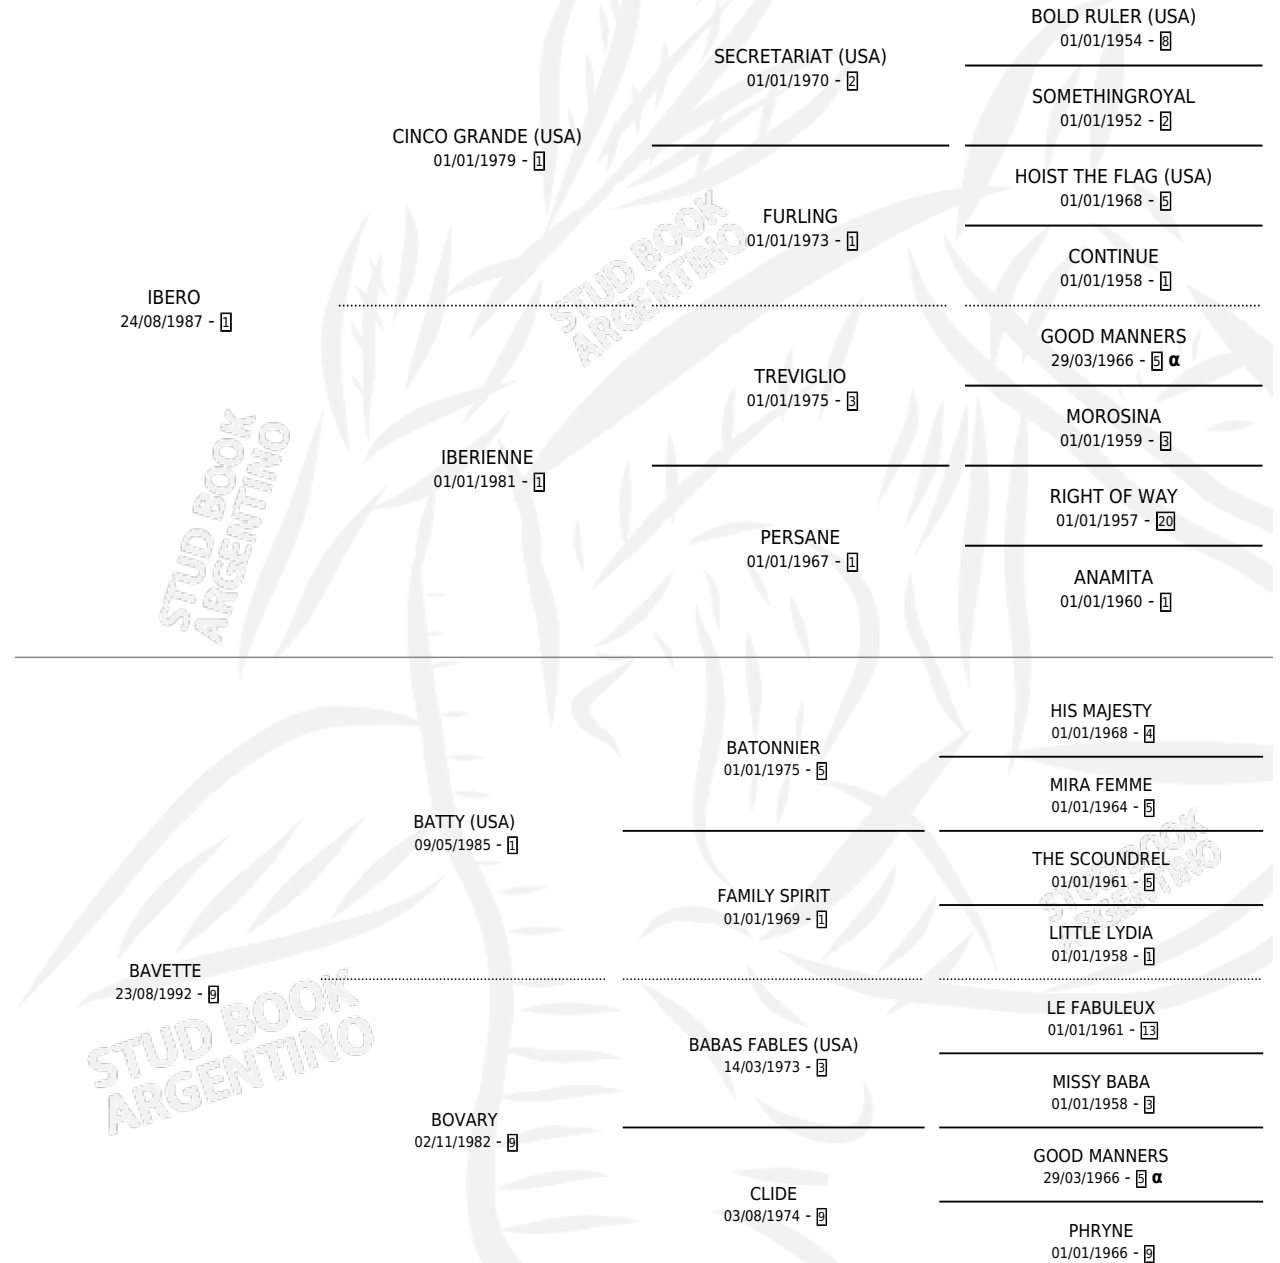 BOLD RULER (USA)
01/01/1954 - 8
SECRETARIAT (USA)
01/01/1970 - 2
SOMETHINGROYAL
01/01/1952 - 2
CINCO GRANDE (USA)
01/01/1979 - 1
HOIST THE FLAG (USA)
01/01/1968 - 5
FURLING
01/01/1973 - 1
CONTINUE
01/01/1958 - 1
IBERO
24/08/1987 - 1
GOOD MANNERS
29/03/1966 - 5 α
TREVIGLIO
01/01/1975 - 3
MOROSINA
01/01/1959 - 3
IBERIENNE
01/01/1981 - 1
RIGHT OF WAY
01/01/1957 - 20
PERSANE
01/01/1967 - 1
ANAMITA
01/01/1960 - 1
STUD BOOK
ARGENTINO
STUD BOOK
ARGENTINO
HIS MAJESTY
01/01/1968 - 4
BATONNIER
01/01/1975 - 5
MIRA FEMME
01/01/1964 - 5
BATTY (USA)
09/05/1985 - 1
THE SCOUNDREL
01/01/1961 - 5
FAMILY SPIRIT
01/01/1969 - 1
LITTLE LYDIA
01/01/1958 - 1
BAVETTE
23/08/1992 - 9
LE FABULEUX
01/01/1961 - 13
BABAS FABLES (USA)
14/03/1973 - 3
MISSY BABA
01/01/1958 - 3
BOVARY
02/11/1982 - 9
GOOD MANNERS
29/03/1966 - 5 α
CLIDE
03/08/1974 - 9
PHRYNE
01/01/1966 - 9
STUD BOOK
ARGENTINO
STUD BOOK
ARGENTINO